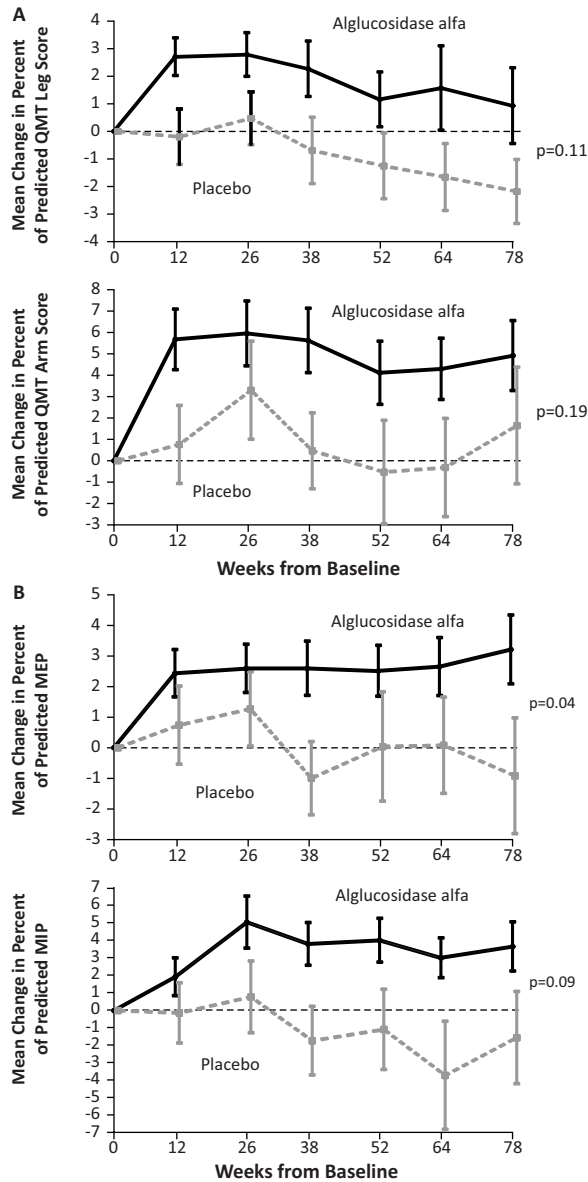 A
Mean Change in Percent
of Predicted QMT Leg Score
4
3
2
1
0
-1
-2
-3
-4
Alglucosidase alfa
Placebo
p=0.11
0 12 26 38 52 64 78
Mean Change in Percent
of Predicted QMT Arm Score
8
7
6
5
4
3
2
1
0
-1
-2
-3
Alglucosidase alfa
Placebo
p=0.19
0 12 26 38 52 64 78
Weeks from Baseline
B
Mean Change in Percent
of Predicted MEP
5
4
3
2
1
0
-1
-2
-3
Alglucosidase alfa
Placebo
p=0.04
0 12 26 38 52 64 78
Mean Change in Percent
of Predicted MIP
7
6
5
4
3
2
1
0
-1
-2
-3
-4
-5
-6
-7
Alglucosidase alfa
Placebo
p=0.09
0 12 26 38 52 64 78
Weeks from Baseline